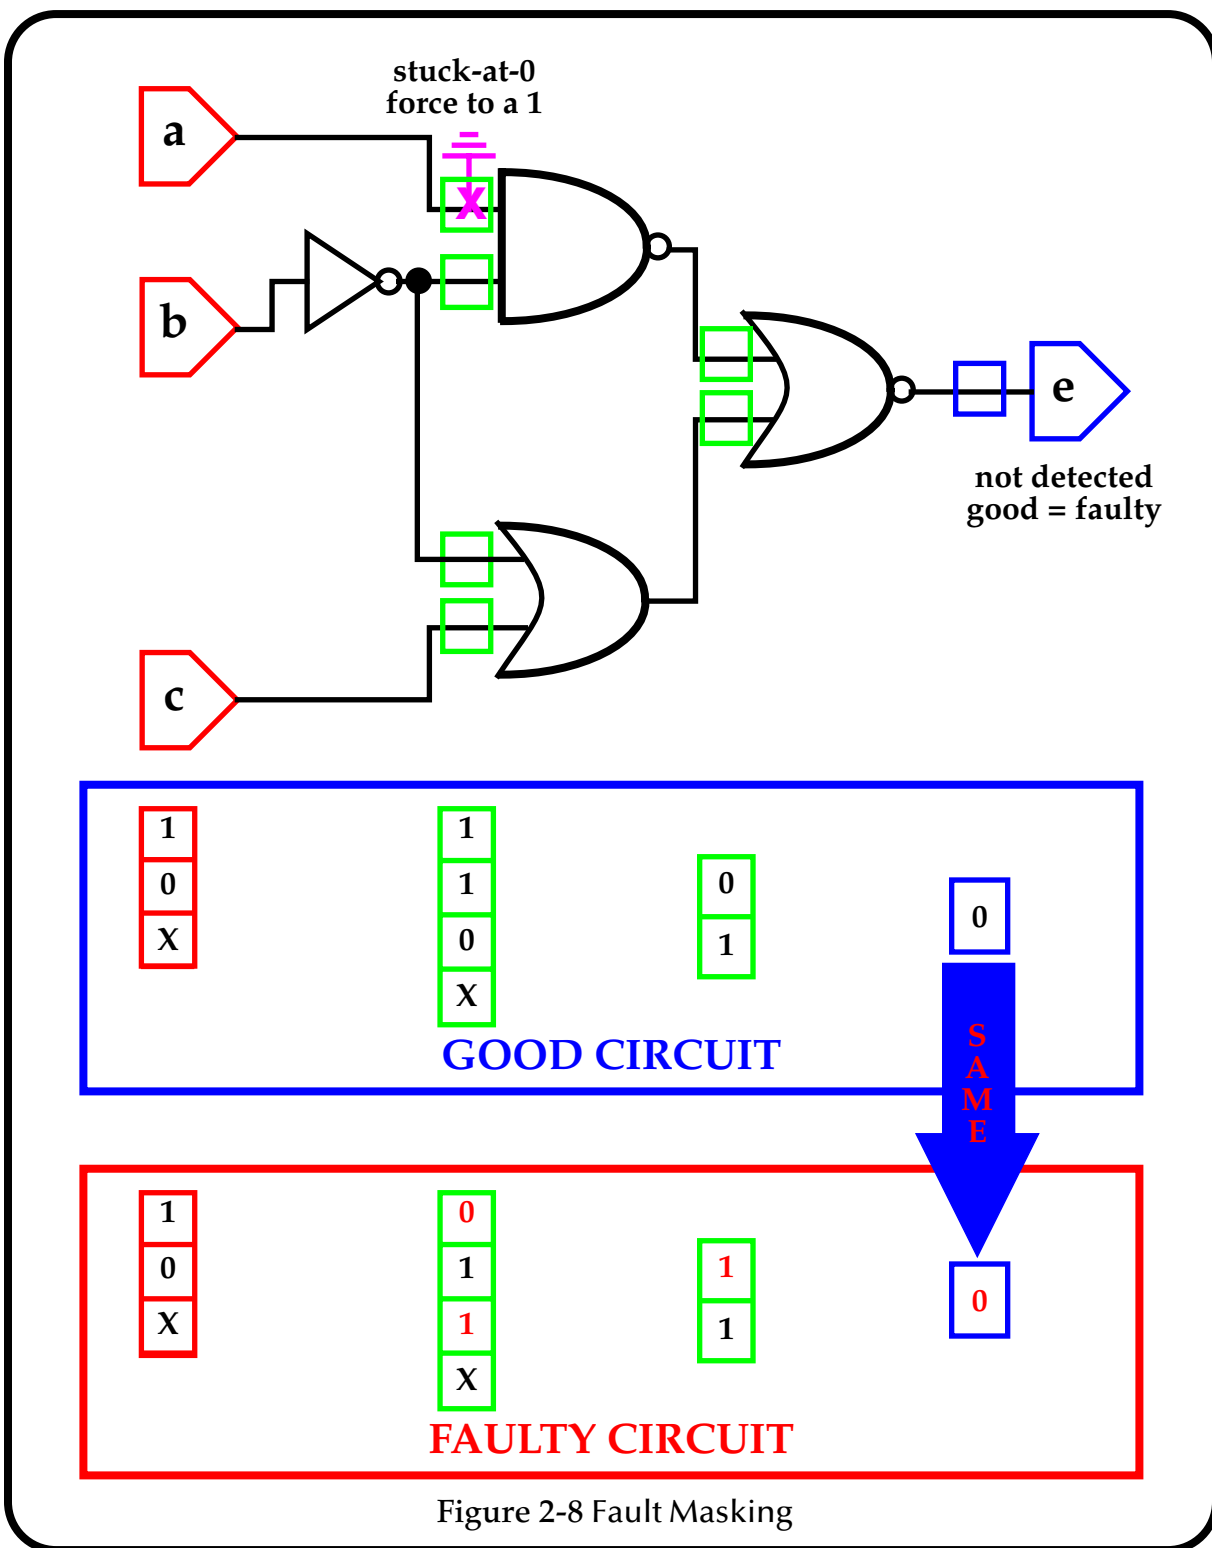 stuck-at-0
force to a 1
a
b
e
not detected
good = faulty
c
1
0
X
1
1
0
X
0
1
0
GOOD CIRCUIT
S
A
M
E
1
0
X
0
1
1
X
1
1
0
FAULTY CIRCUIT
Figure 2-8 Fault Masking